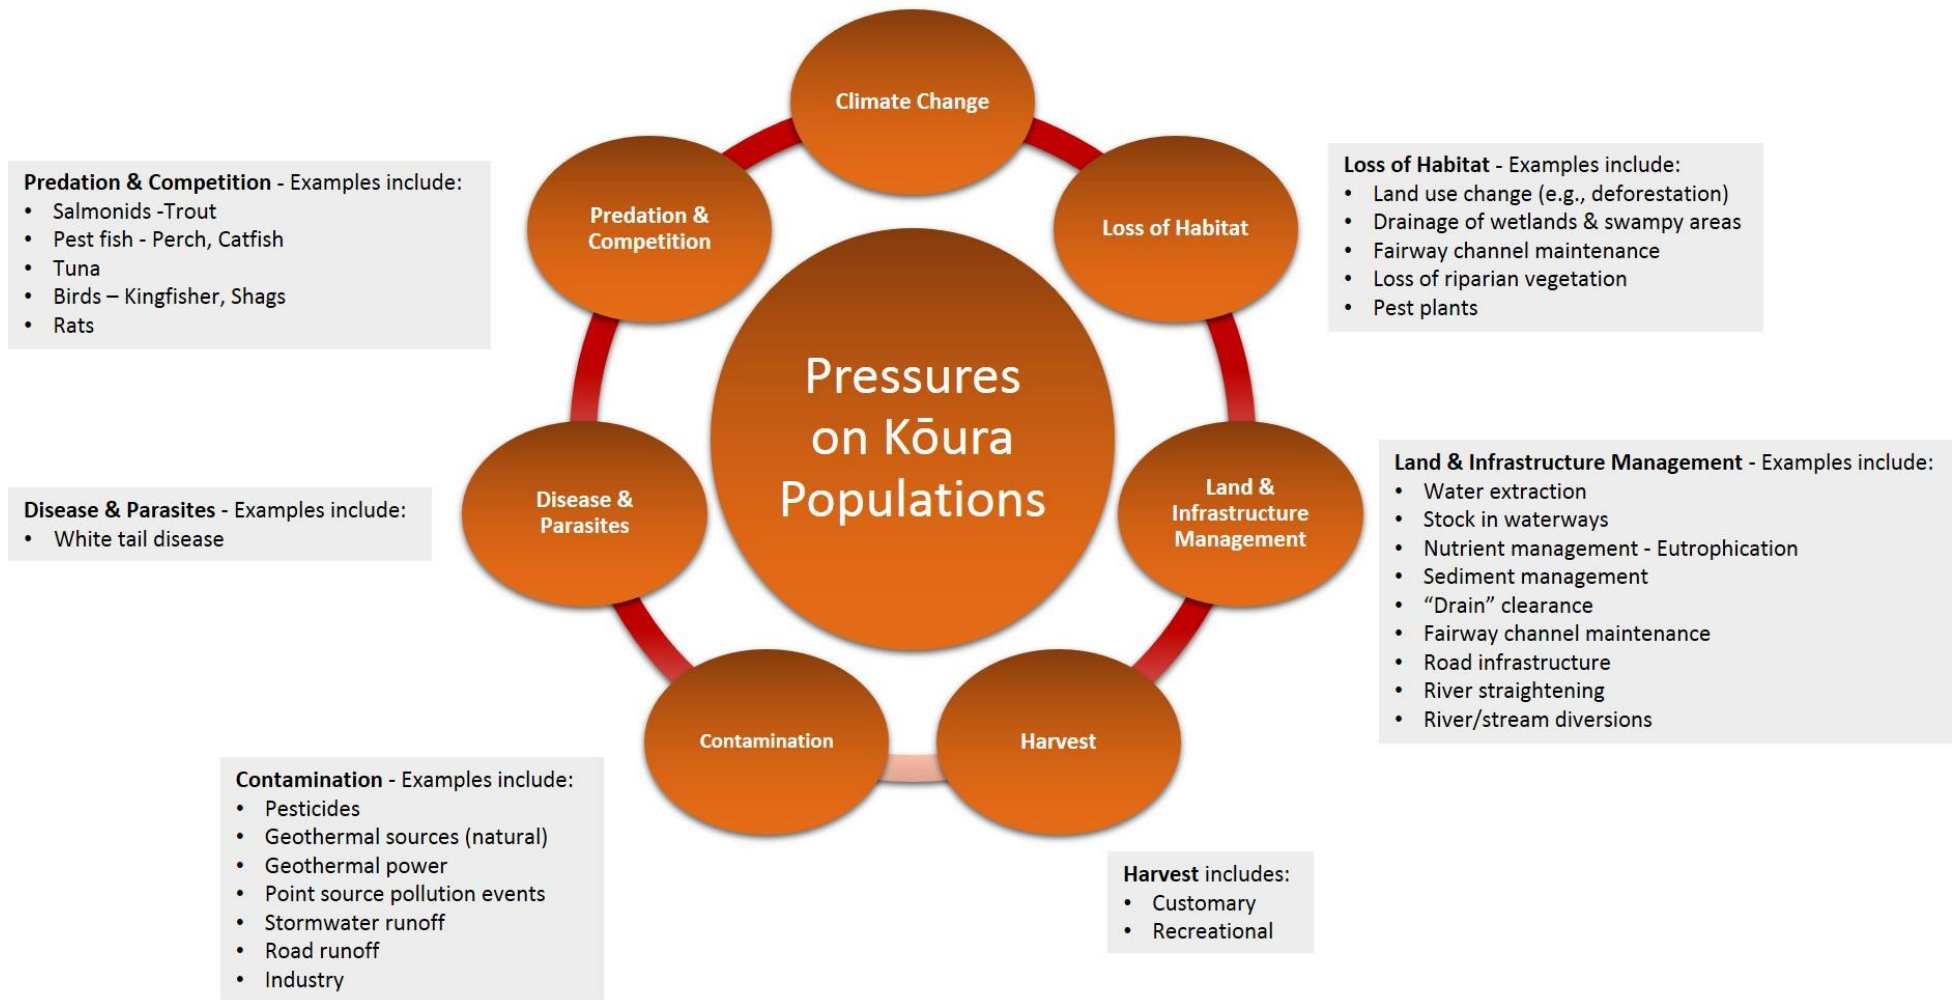 Climate Change
Predation &
Competition
Loss of Habitat
Pressures
on Kōura
Populations
Disease &
Parasites
Land &
Infrastructure
Management
Contamination
Harvest
Predation & Competition - Examples include:
• Salmonids -Trout
• Pest fish - Perch, Catfish
• Tuna
• Birds – Kingfisher, Shags
• Rats
Loss of Habitat - Examples include:
• Land use change (e.g., deforestation)
• Drainage of wetlands & swampy areas
• Fairway channel maintenance
• Loss of riparian vegetation
• Pest plants
Disease & Parasites - Examples include:
• White tail disease
Land & Infrastructure Management - Examples include:
• Water extraction
• Stock in waterways
• Nutrient management - Eutrophication
• Sediment management
• “Drain” clearance
• Fairway channel maintenance
• Road infrastructure
• River straightening
• River/stream diversions
Contamination - Examples include:
• Pesticides
• Geothermal sources (natural)
• Geothermal power
• Point source pollution events
• Stormwater runoff
• Road runoff
• Industry
Harvest includes:
• Customary
• Recreational